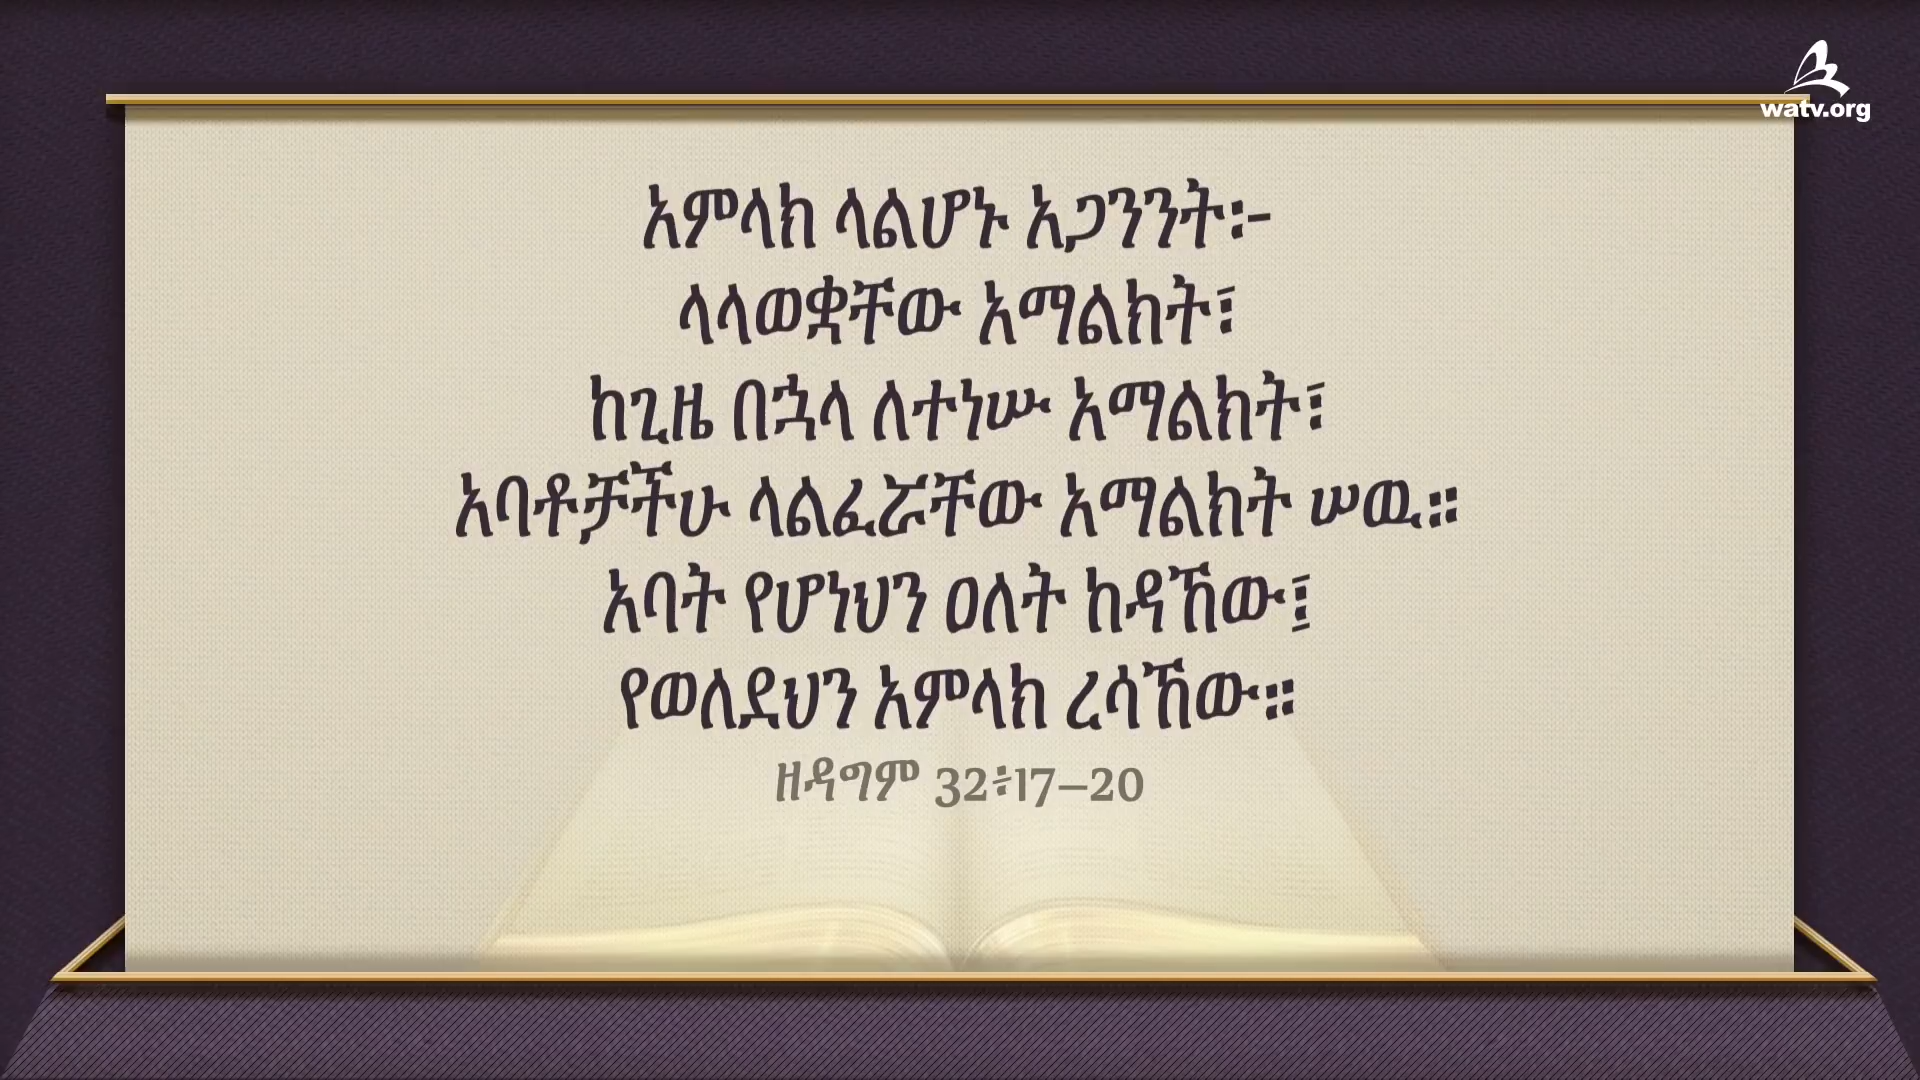 watv.org
አምላክ ላልሆኑ አጋንንት፡-
ላላወቋቸው አማልክት፣
ከጊዜ በኋላ ለተነሡ አማልክት፣
አባቶቻችሁ ላልፈሯቸው አማልክት ሠዉ።
አባት የሆነህን ዐለት ከዳኸው፤
የወለደህን አምላክ ረሳኸው።
ዘዳግም 32፥17–20